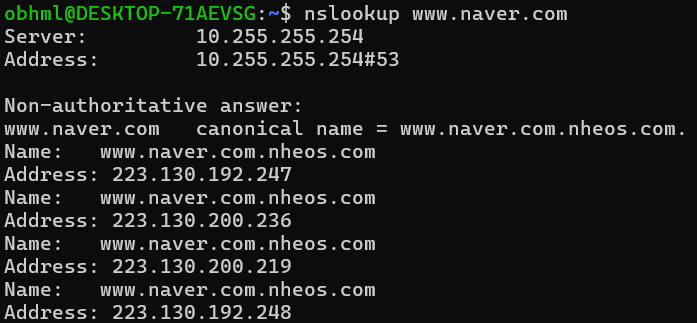 obhml@DESKTOP-71AEVSG:~$ nslookup www.naver.com
Server:         10.255.255.254
Address:        10.255.255.254#53

Non-authoritative answer:
www.naver.com   canonical name = www.naver.com.nheos.com.
Name:   www.naver.com.nheos.com
Address: 223.130.192.247
Name:   www.naver.com.nheos.com
Address: 223.130.200.236
Name:   www.naver.com.nheos.com
Address: 223.130.200.219
Name:   www.naver.com.nheos.com
Address: 223.130.192.248